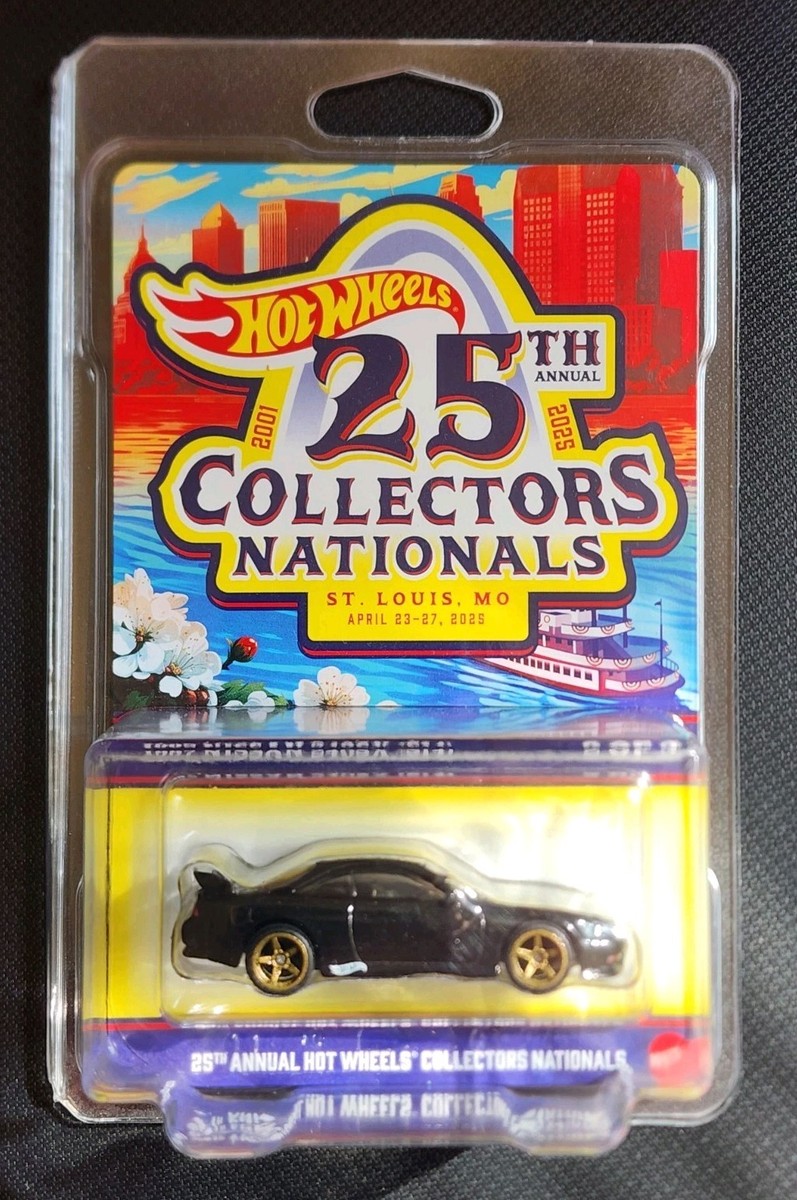 HOT WHEELS®
25TH
ANNUAL
2001
2025
COLLECTORS
NATIONALS
ST. LOUIS, MO
APRIL 23-27, 2025
25TH ANNUAL HOT WHEELS® COLLECTORS NATIONALS